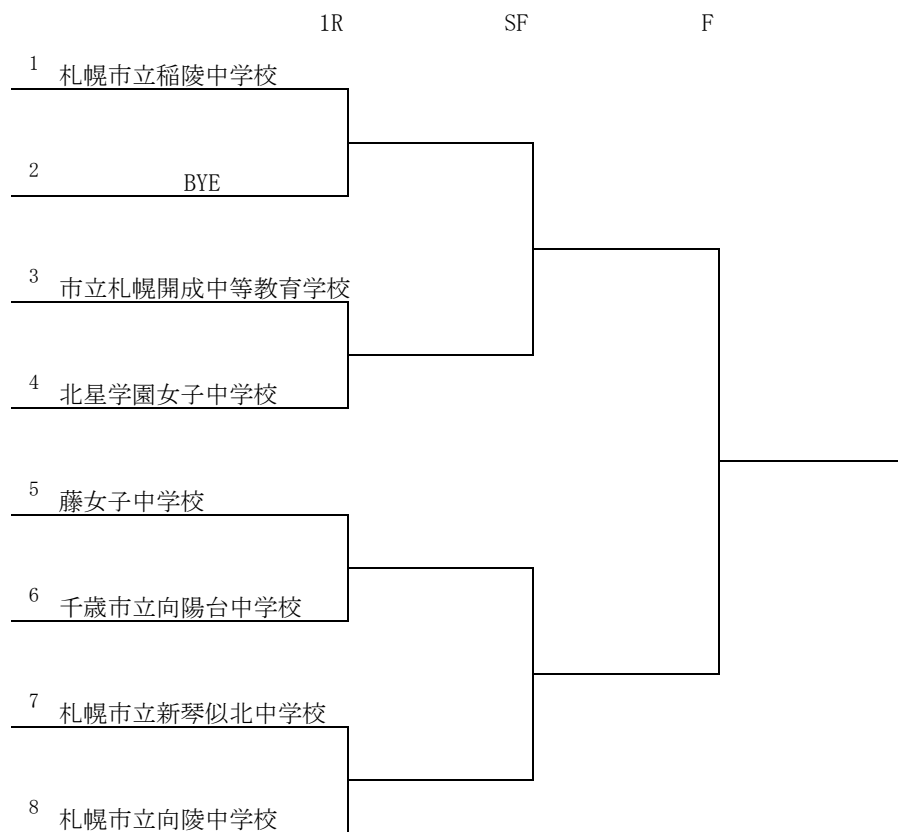 1R SF F
1 札幌市立稲陵中学校
2 BYE
3 市立札幌開成中等教育学校
4 北星学園女子中学校
5 藤女子中学校
6 千歳市立向陽台中学校
7 札幌市立新琴似北中学校
8 札幌市立向陵中学校